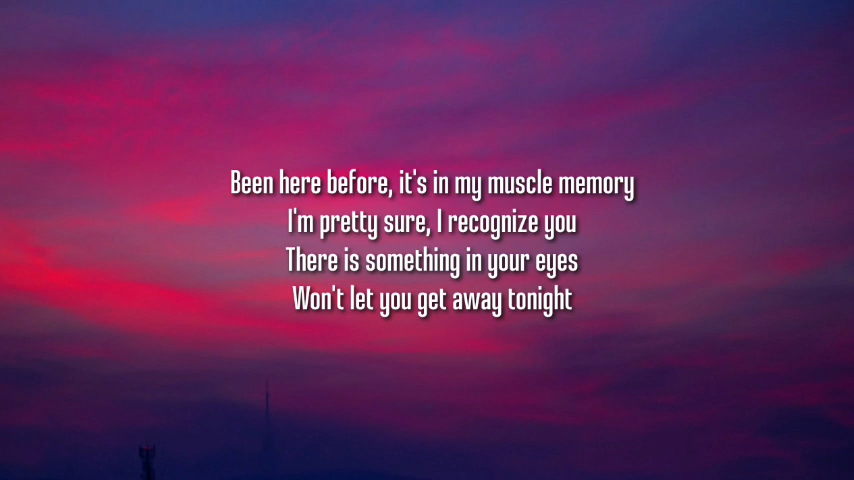 Been here before, it's in my muscle memory
I'm pretty sure, I recognize you
There is something in your eyes
Won't let you get away tonight